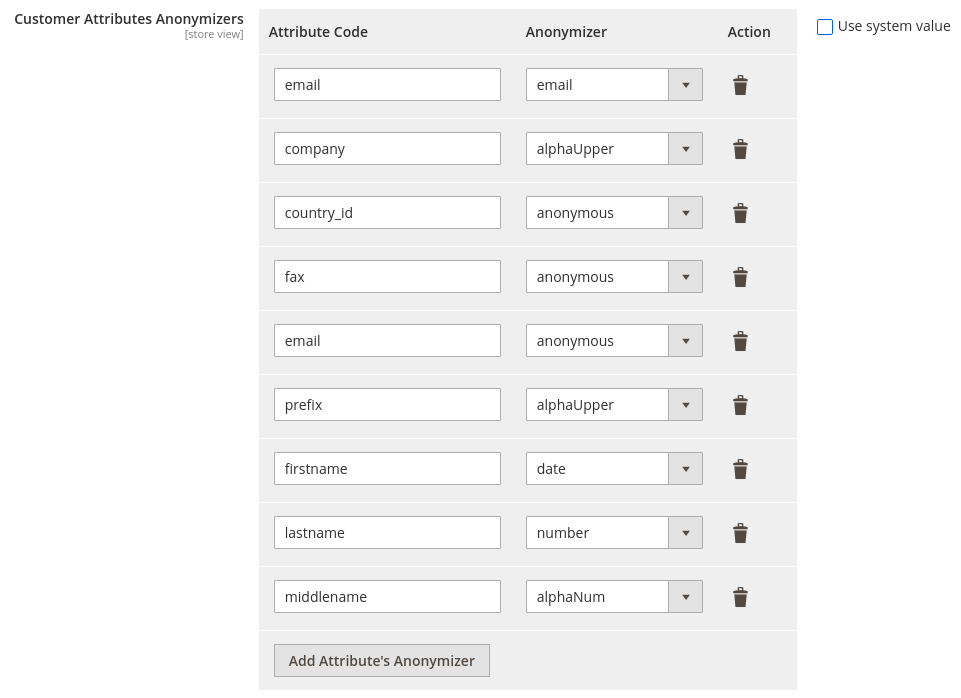 Customer Attributes Anonymizers
[store view]
Attribute Code Anonymizer Action
Use system value
email email
company alphaUpper
country_id anonymous
fax anonymous
email anonymous
prefix alphaUpper
firstname date
lastname number
middlename alphaNum
Add Attribute's Anonymizer